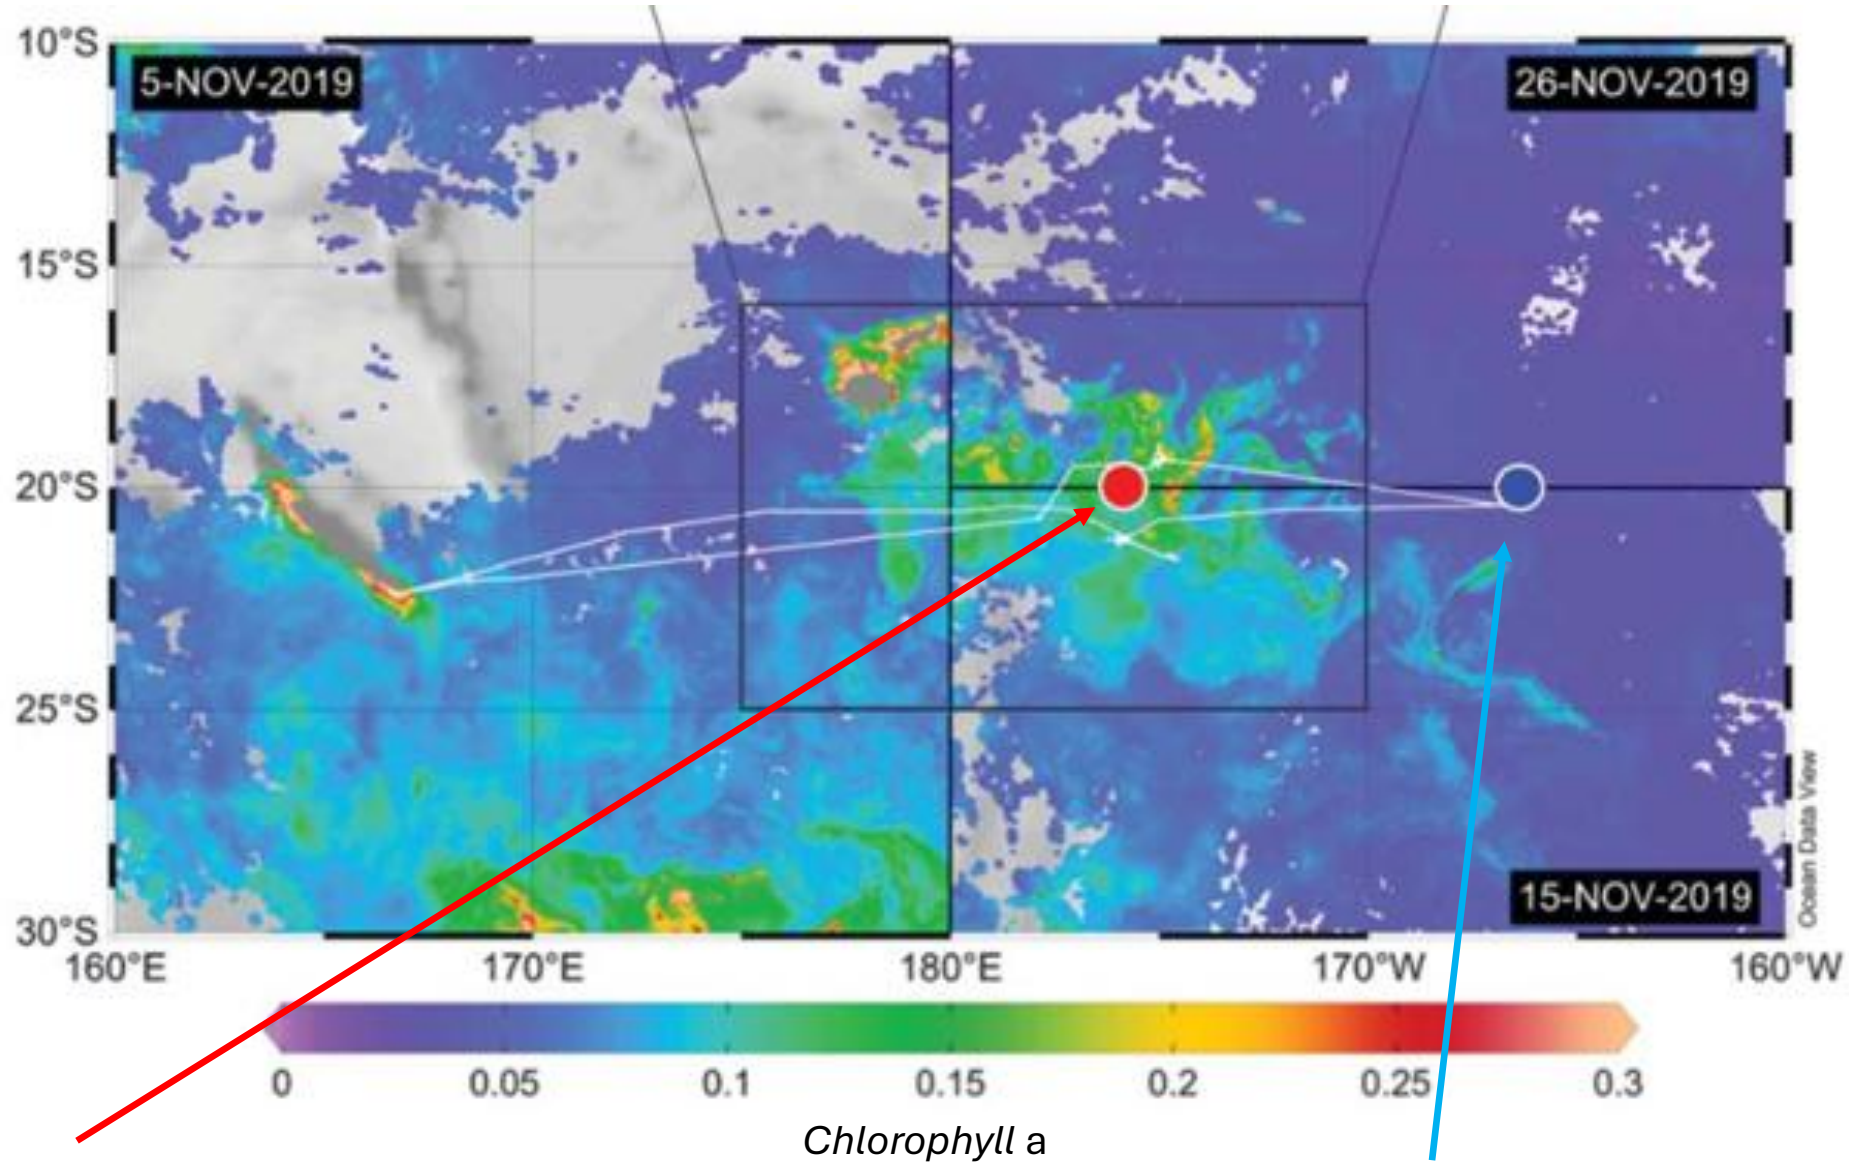 10°S
5-NOV-2019
26-NOV-2019
15°S
20°S
25°S
Ocean Data View
15-NOV-2019
30°S
160°E 170°E 180°E 170°W 160°W
0 0.05 0.1 0.15 0.2 0.25 0.3
Chlorophyll a